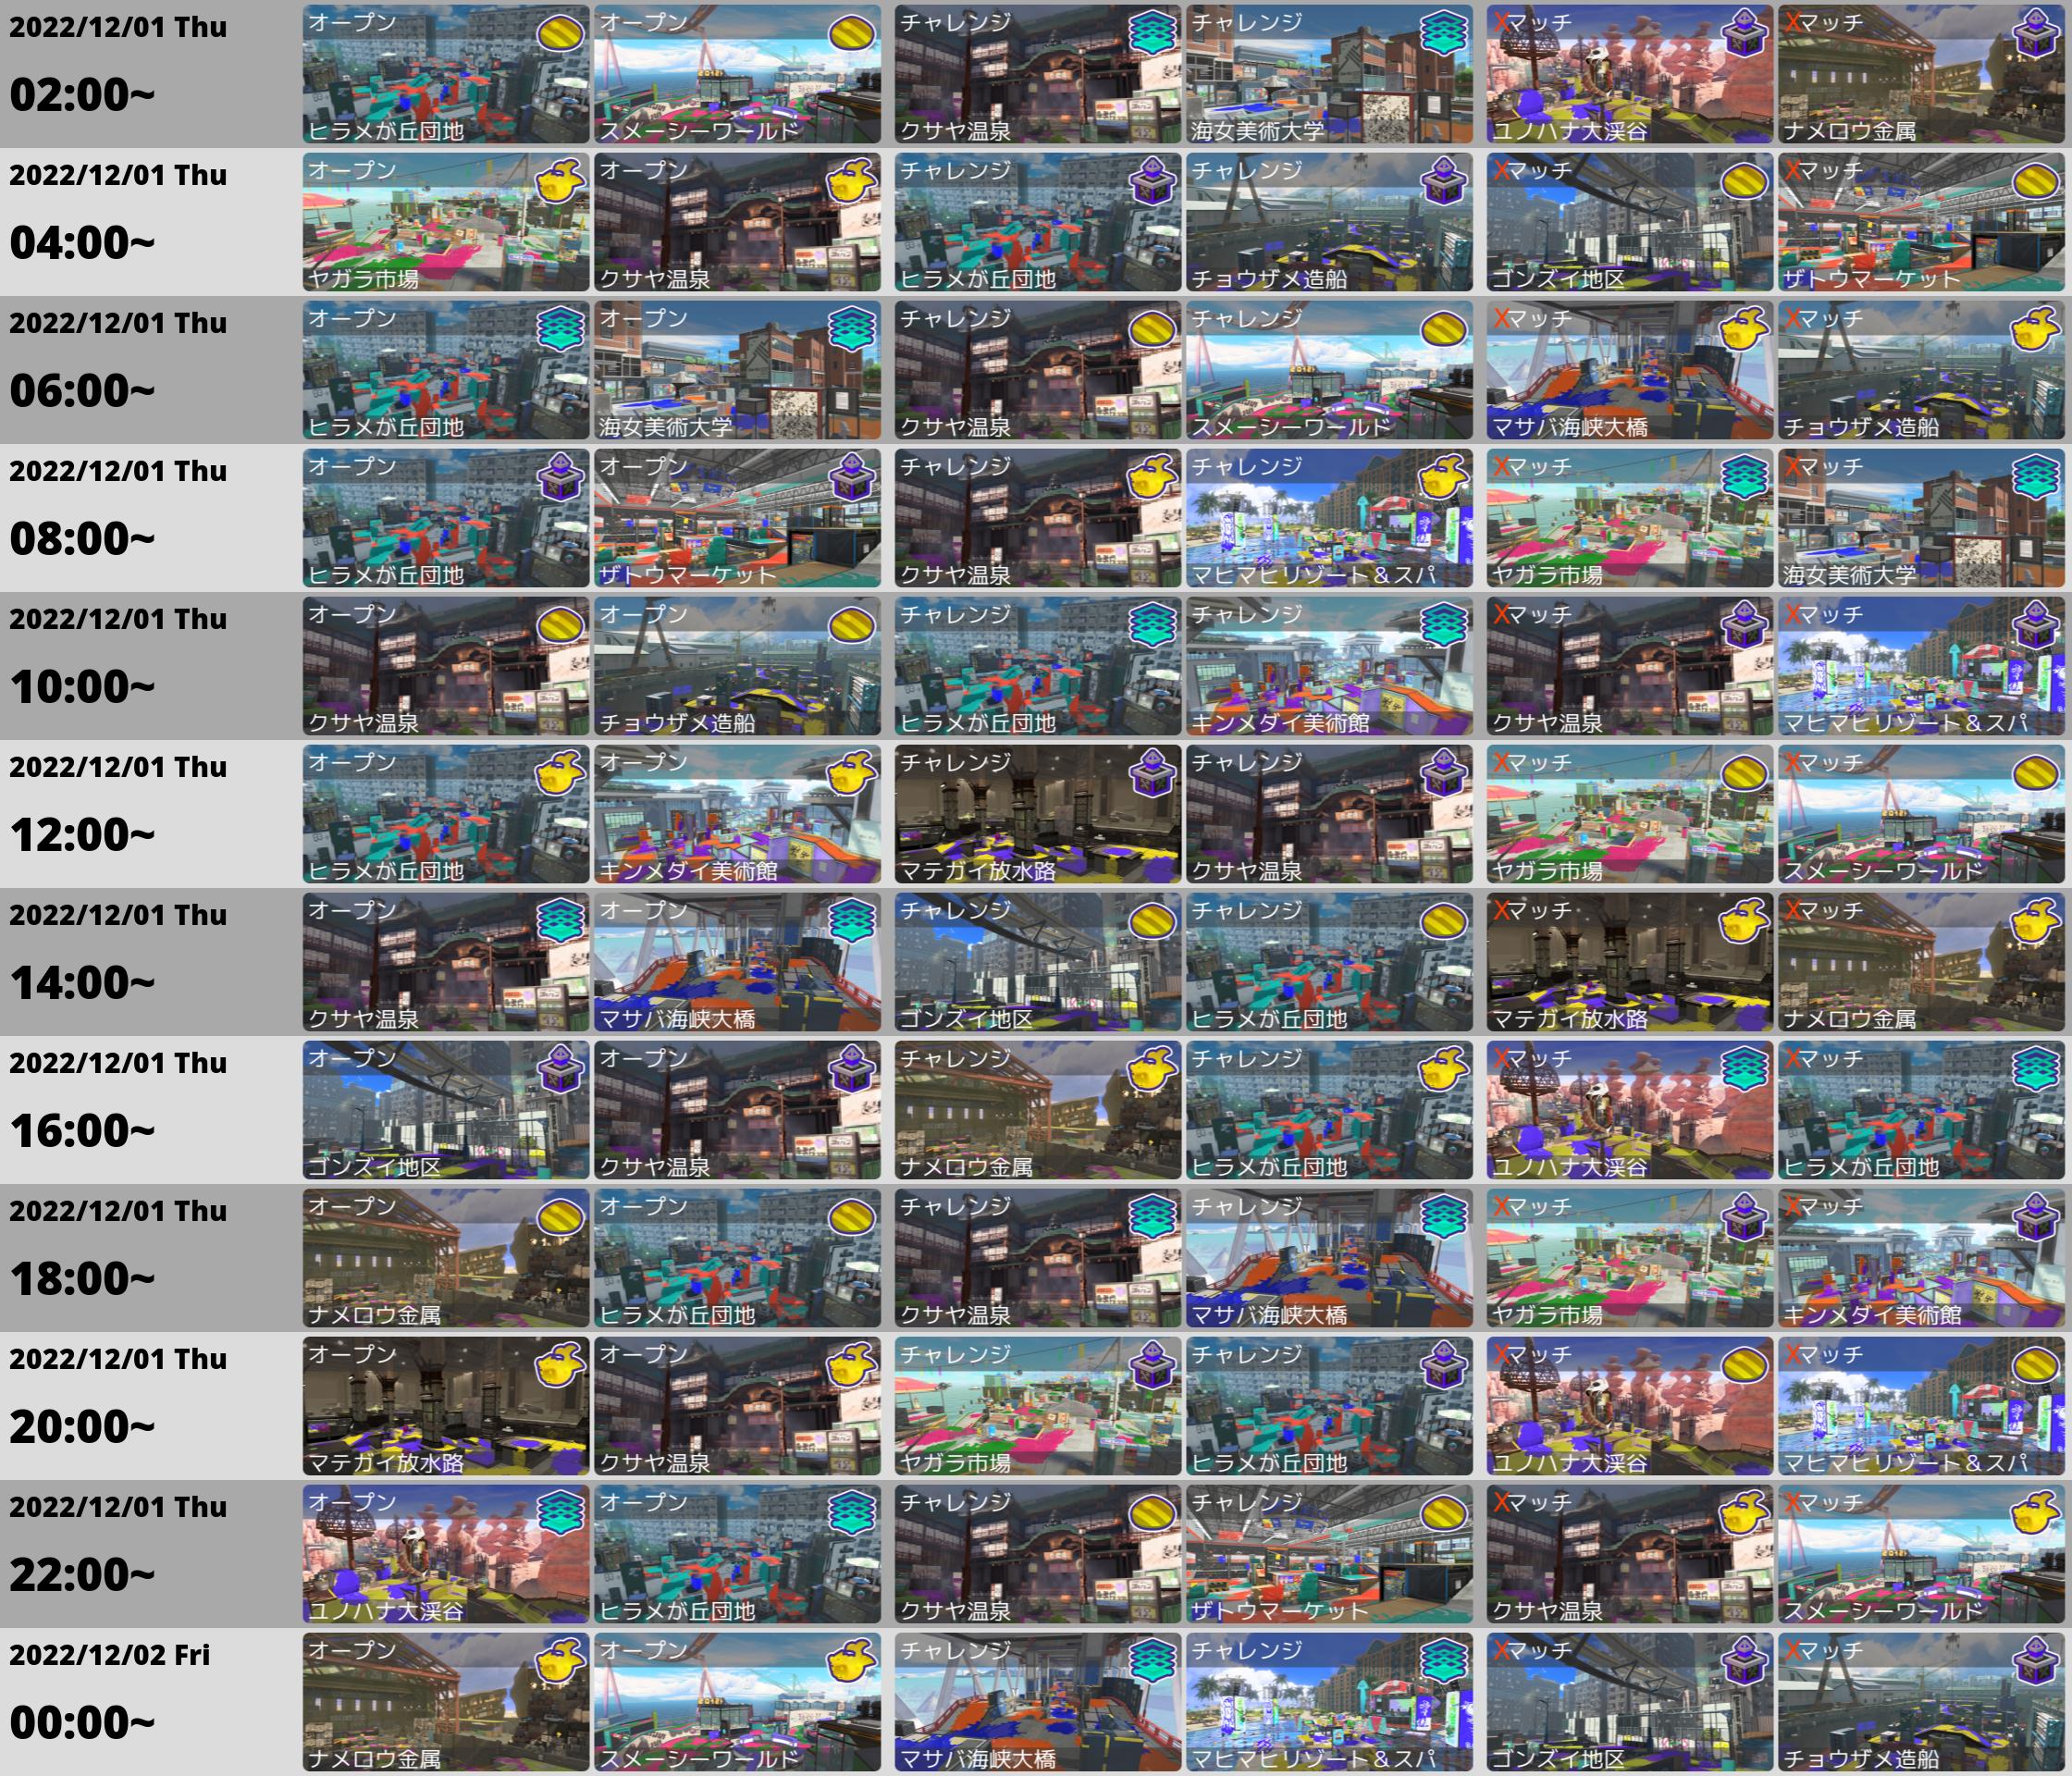 2022/12/01 Thu
02:00~
オープン オープン チャレンジ チャレンジ Xマッチ Xマッチ
ヒラメが丘団地 スメーシーワールド クサヤ温泉 海女美術大学 ユノハナ大渓谷 ナメロウ金属
2022/12/01 Thu
04:00~
オープン オープン チャレンジ チャレンジ Xマッチ Xマッチ
ヤガラ市場 クサヤ温泉 ヒラメが丘団地 チョウザメ造船 ゴンズイ地区 ザトウマーケット
2022/12/01 Thu
06:00~
オープン オープン チャレンジ チャレンジ Xマッチ Xマッチ
ヒラメが丘団地 海女美術大学 クサヤ温泉 スメーシーワールド マサバ海峡大橋 チョウザメ造船
2022/12/01 Thu
08:00~
オープン オープン チャレンジ チャレンジ Xマッチ Xマッチ
ヒラメが丘団地 ザトウマーケット クサヤ温泉 マヒマヒリゾート&スパ ヤガラ市場 海女美術大学
2022/12/01 Thu
10:00~
オープン オープン チャレンジ チャレンジ Xマッチ Xマッチ
クサヤ温泉 チョウザメ造船 ヒラメが丘団地 キンメダイ美術館 クサヤ温泉 マヒマヒリゾート&スパ
2022/12/01 Thu
12:00~
オープン オープン チャレンジ チャレンジ Xマッチ Xマッチ
ヒラメが丘団地 キンメダイ美術館 マテガイ放水路 クサヤ温泉 ヤガラ市場 スメーシーワールド
2022/12/01 Thu
14:00~
オープン オープン チャレンジ チャレンジ Xマッチ Xマッチ
クサヤ温泉 マサバ海峡大橋 ゴンズイ地区 ヒラメが丘団地 マテガイ放水路 ナメロウ金属
2022/12/01 Thu
16:00~
オープン オープン チャレンジ チャレンジ Xマッチ Xマッチ
ゴンズイ地区 クサヤ温泉 ナメロウ金属 ヒラメが丘団地 ユノハナ大渓谷 ヒラメが丘団地
2022/12/01 Thu
18:00~
オープン オープン チャレンジ チャレンジ Xマッチ Xマッチ
ナメロウ金属 ヒラメが丘団地 クサヤ温泉 マサバ海峡大橋 ヤガラ市場 キンメダイ美術館
2022/12/01 Thu
20:00~
オープン オープン チャレンジ チャレンジ Xマッチ Xマッチ
マテガイ放水路 クサヤ温泉 ヤガラ市場 ヒラメが丘団地 ユノハナ大渓谷 マヒマヒリゾート&スパ
2022/12/01 Thu
22:00~
オープン オープン チャレンジ チャレンジ Xマッチ Xマッチ
ユノハナ大渓谷 ヒラメが丘団地 クサヤ温泉 ザトウマーケット クサヤ温泉 スメーシーワールド
2022/12/02 Fri
00:00~
オープン オープン チャレンジ チャレンジ Xマッチ Xマッチ
ナメロウ金属 スメーシーワールド マサバ海峡大橋 マヒマヒリゾート&スパ ゴンズイ地区 チョウザメ造船